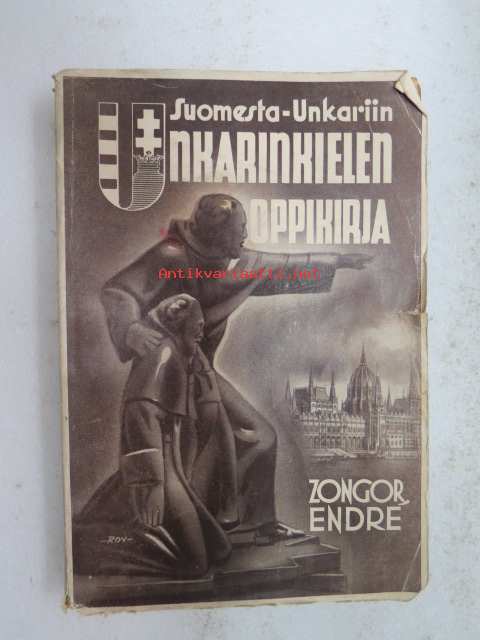 Suomesta-Unkariin
UNKARINKIELEN
OPPIKIRJA
Antikvariaatti.net
ZONGOR
ENDRE
-ROY-